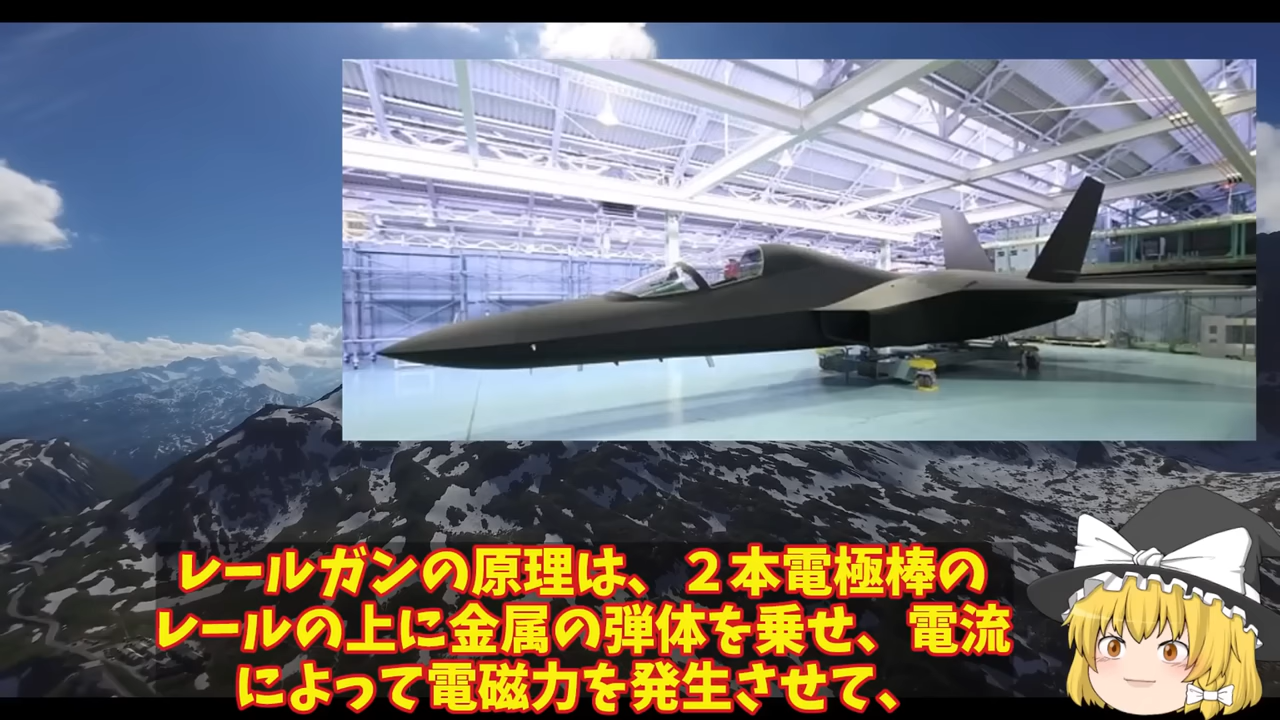 レールガンの原理は、２本電極棒の
レールの上に金属の弾体を乗せ、電流
によって電磁力を発生させて、